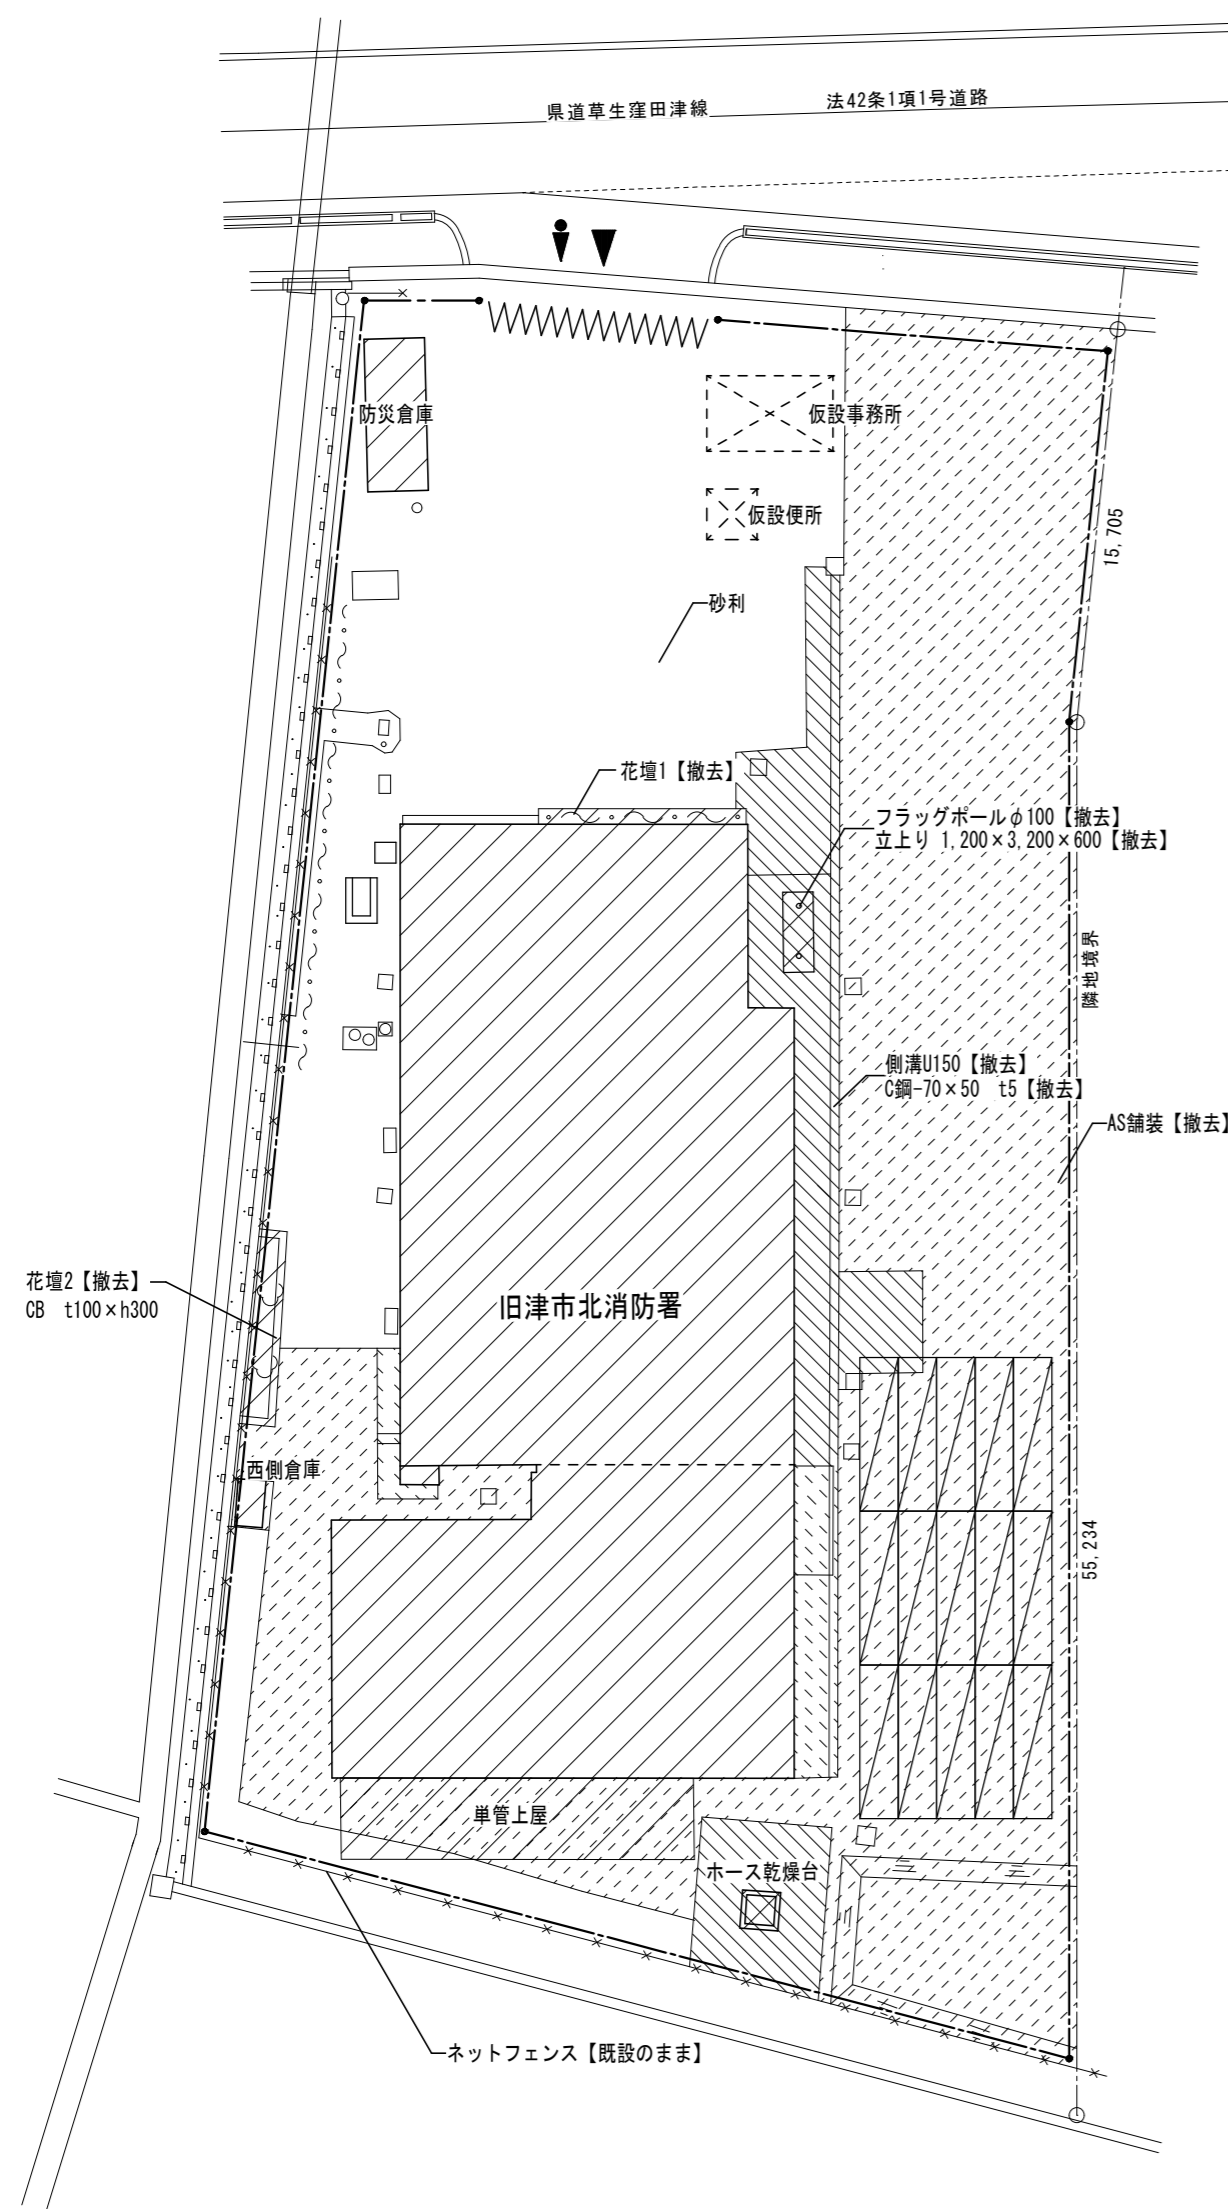 県道草生窪田津線
法42条1項1号道路
防災倉庫
仮設事務所
仮設便所
15,705
砂利
花壇1【撤去】
フラッグポールφ100【撤去】
立上り 1,200×3,200×600【撤去】
隣地境界
側溝U150【撤去】
C鋼-70×50 t5【撤去】
AS舗装【撤去】
花壇2【撤去】
CB t100×h300
旧津市北消防署
西側倉庫
55,234
単管上屋
ホース乾燥台
ネットフェンス【既設のまま】